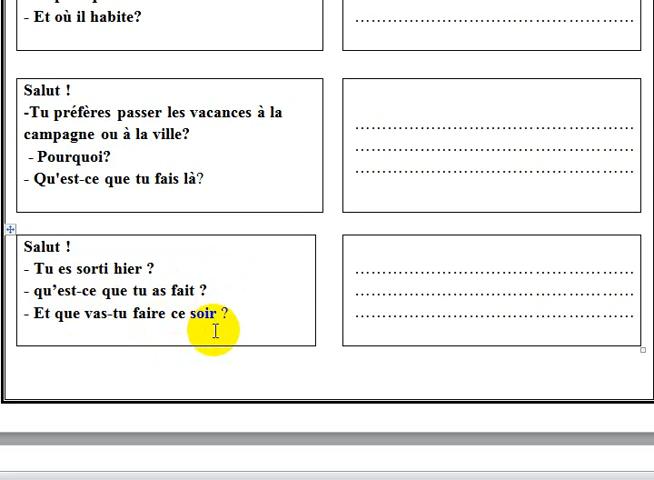 - Et où il habite?
Salut !
-Tu préfères passer les vacances à la
campagne ou à la ville?
- Pourquoi?
- Qu'est-ce que tu fais là?
Salut !
- Tu es sorti hier ?
- qu’est-ce que tu as fait ?
- Et que vas-tu faire ce soir ?